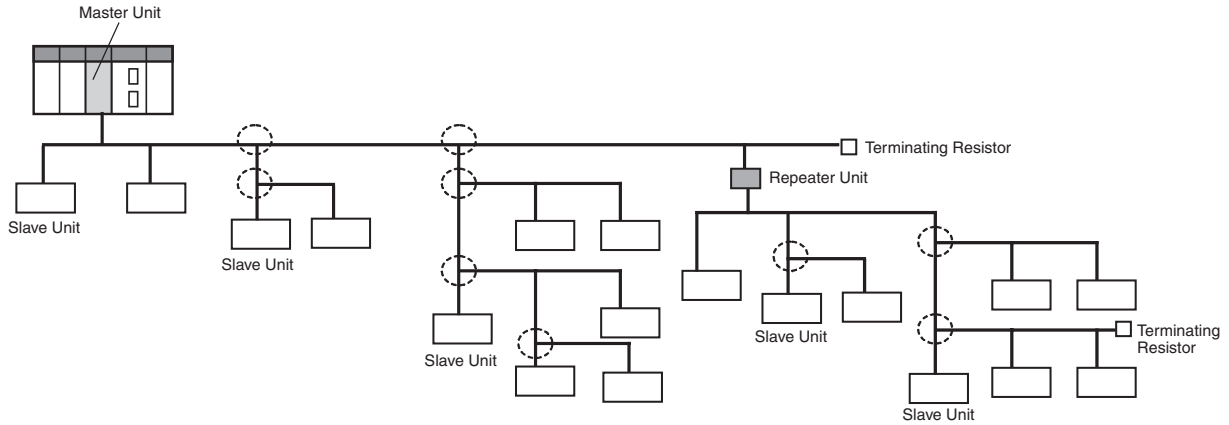 Master Unit
Terminating Resistor
Repeater Unit
Slave Unit
Slave Unit
Slave Unit
Slave Unit
Terminating
Resistor
Slave Unit